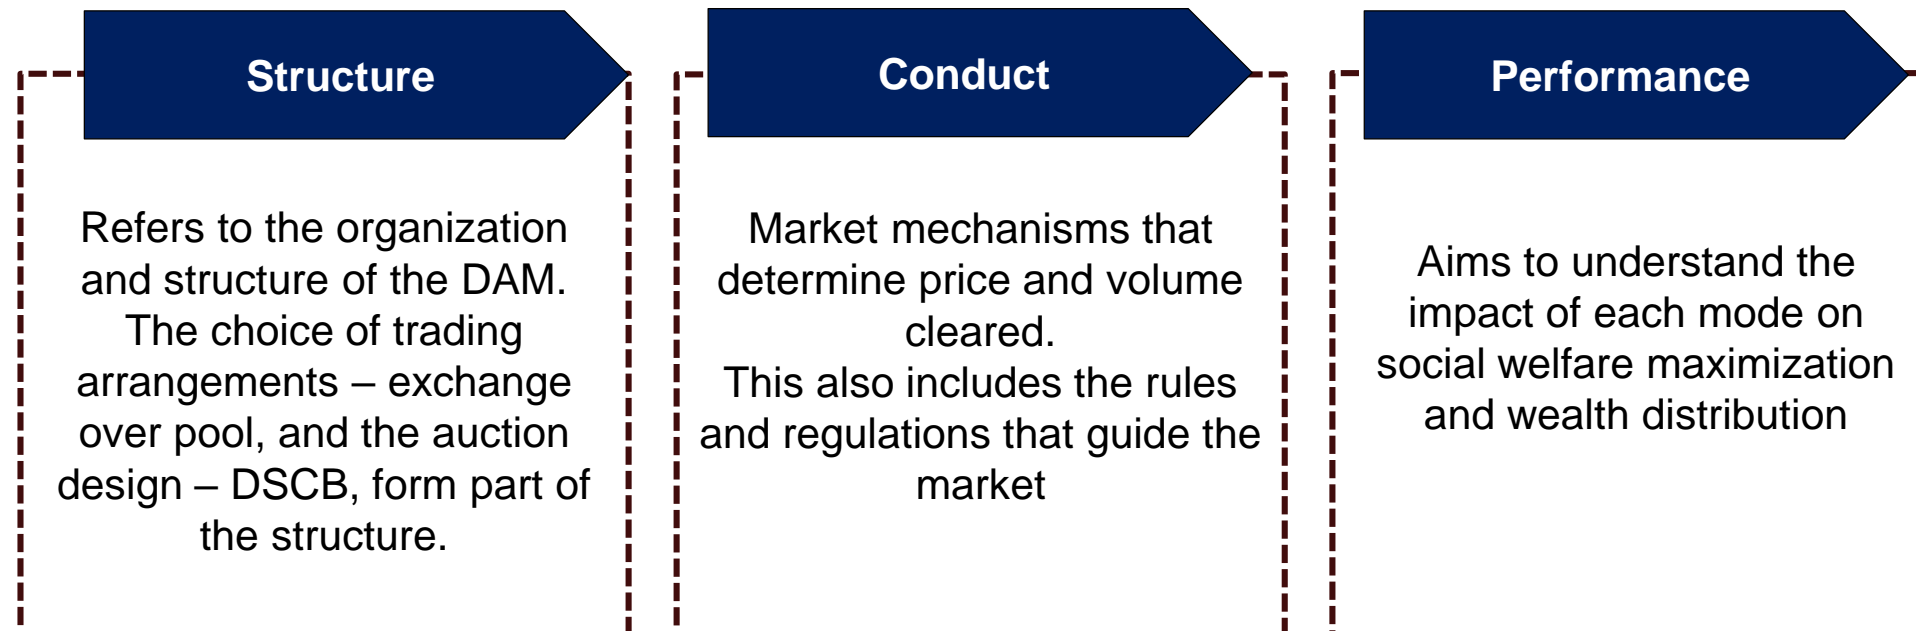 Structure
Refers to the organization
and structure of the DAM.
The choice of trading
arrangements – exchange
over pool, and the auction
design – DSCB, form part of
the structure.
Conduct
Market mechanisms that
determine price and volume
cleared.
This also includes the rules
and regulations that guide the
market
Performance
Aims to understand the
impact of each mode on
social welfare maximization
and wealth distribution